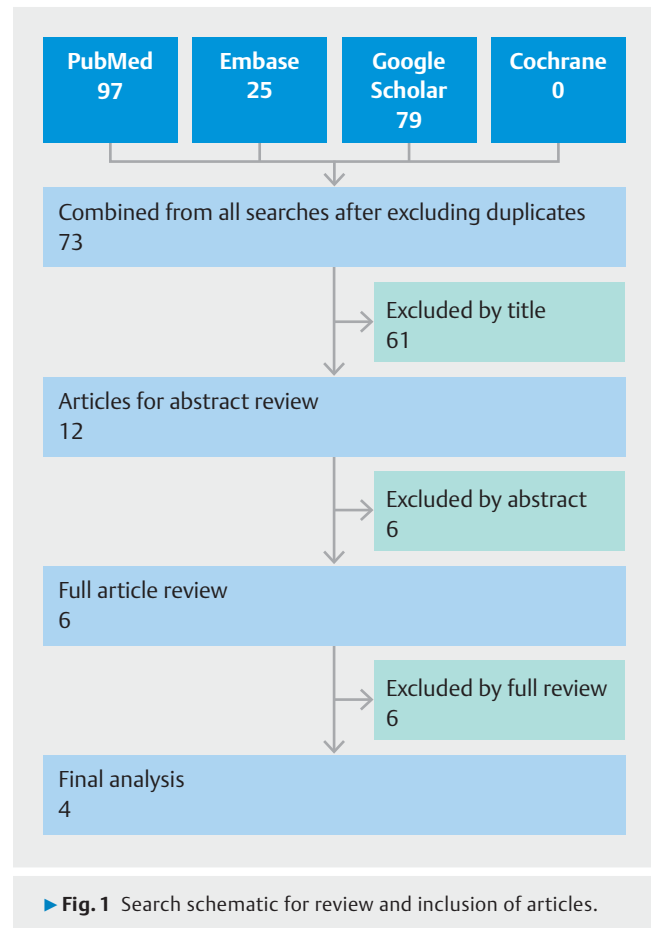 PubMed
97
Embase
25
Google
Scholar
79
Cochrane
0
Combined from all searches after excluding duplicates
73
Excluded by title
61
Articles for abstract review
12
Excluded by abstract
6
Full article review
6
Excluded by full review
6
Final analysis
4
▶ Fig. 1 Search schematic for review and inclusion of articles.